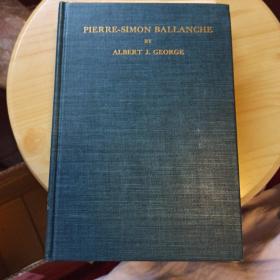 PIERRE-SIMON BALLANCHE
BY
ALBERT J. GEORGE